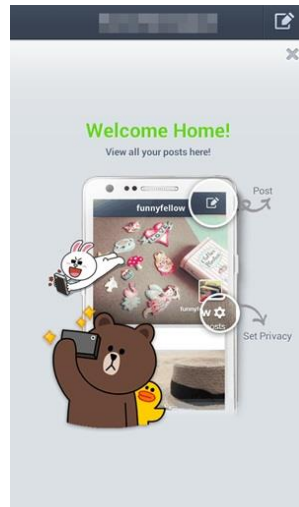 Welcome Home!
View all your posts here!
Post
funnyfellow
Set Privacy